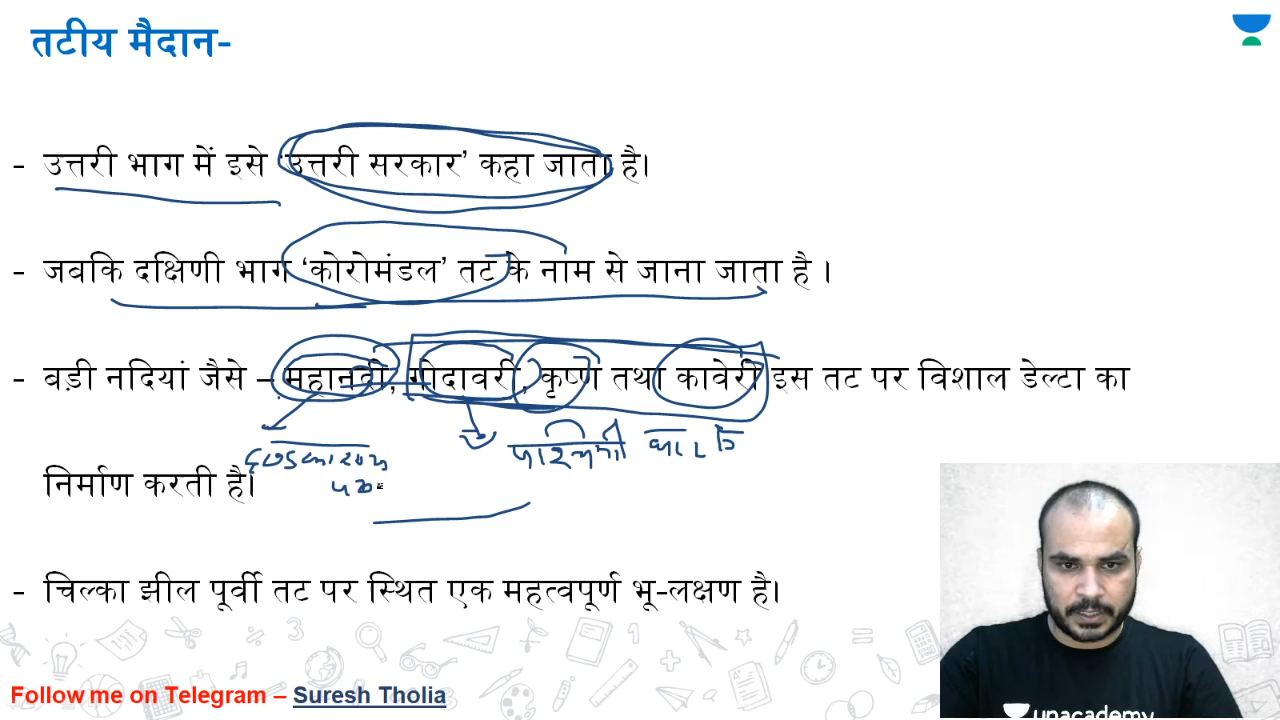 तटीय मैदान-
- उत्तरी भाग में इसे ‘उत्तरी सरकार’ कहा जाता है।
- जबकि दक्षिणी भाग ‘कोरोमंडल’ तट के नाम से जाना जाता है ।
- बड़ी नदियां जैसे – महानदी, गोदावरी, कृष्णा तथा कावेरी इस तट पर विशाल डेल्टा का
पश्चिमी घाट
निर्माण करती है।
- चिल्का झील पूर्वी तट पर स्थित एक महत्वपूर्ण भू-लक्षण है।
Follow me on Telegram – Suresh Tholia
unacademy